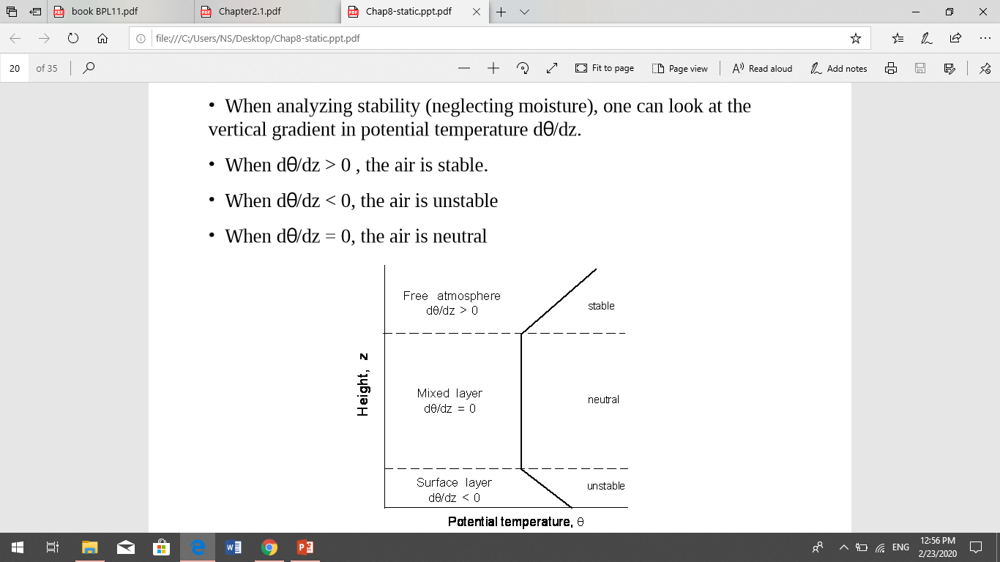 book BPL11.pdf
Chapter2.1.pdf
Chap8-static.ppt.pdf
file:///C:/Users/NS/Desktop/Chap8-static.ppt.pdf
20 of 35
Fit to page
Page view
Read aloud
Add notes
• When analyzing stability (neglecting moisture), one can look at the
vertical gradient in potential temperature dθ/dz.
• When dθ/dz > 0 , the air is stable.
• When dθ/dz < 0, the air is unstable
• When dθ/dz = 0, the air is neutral
Free atmosphere
dθ/dz > 0
stable
Height, z
Mixed layer
dθ/dz = 0
neutral
Surface layer
dθ/dz < 0
unstable
Potential temperature, θ
ENG
12:56 PM
2/23/2020